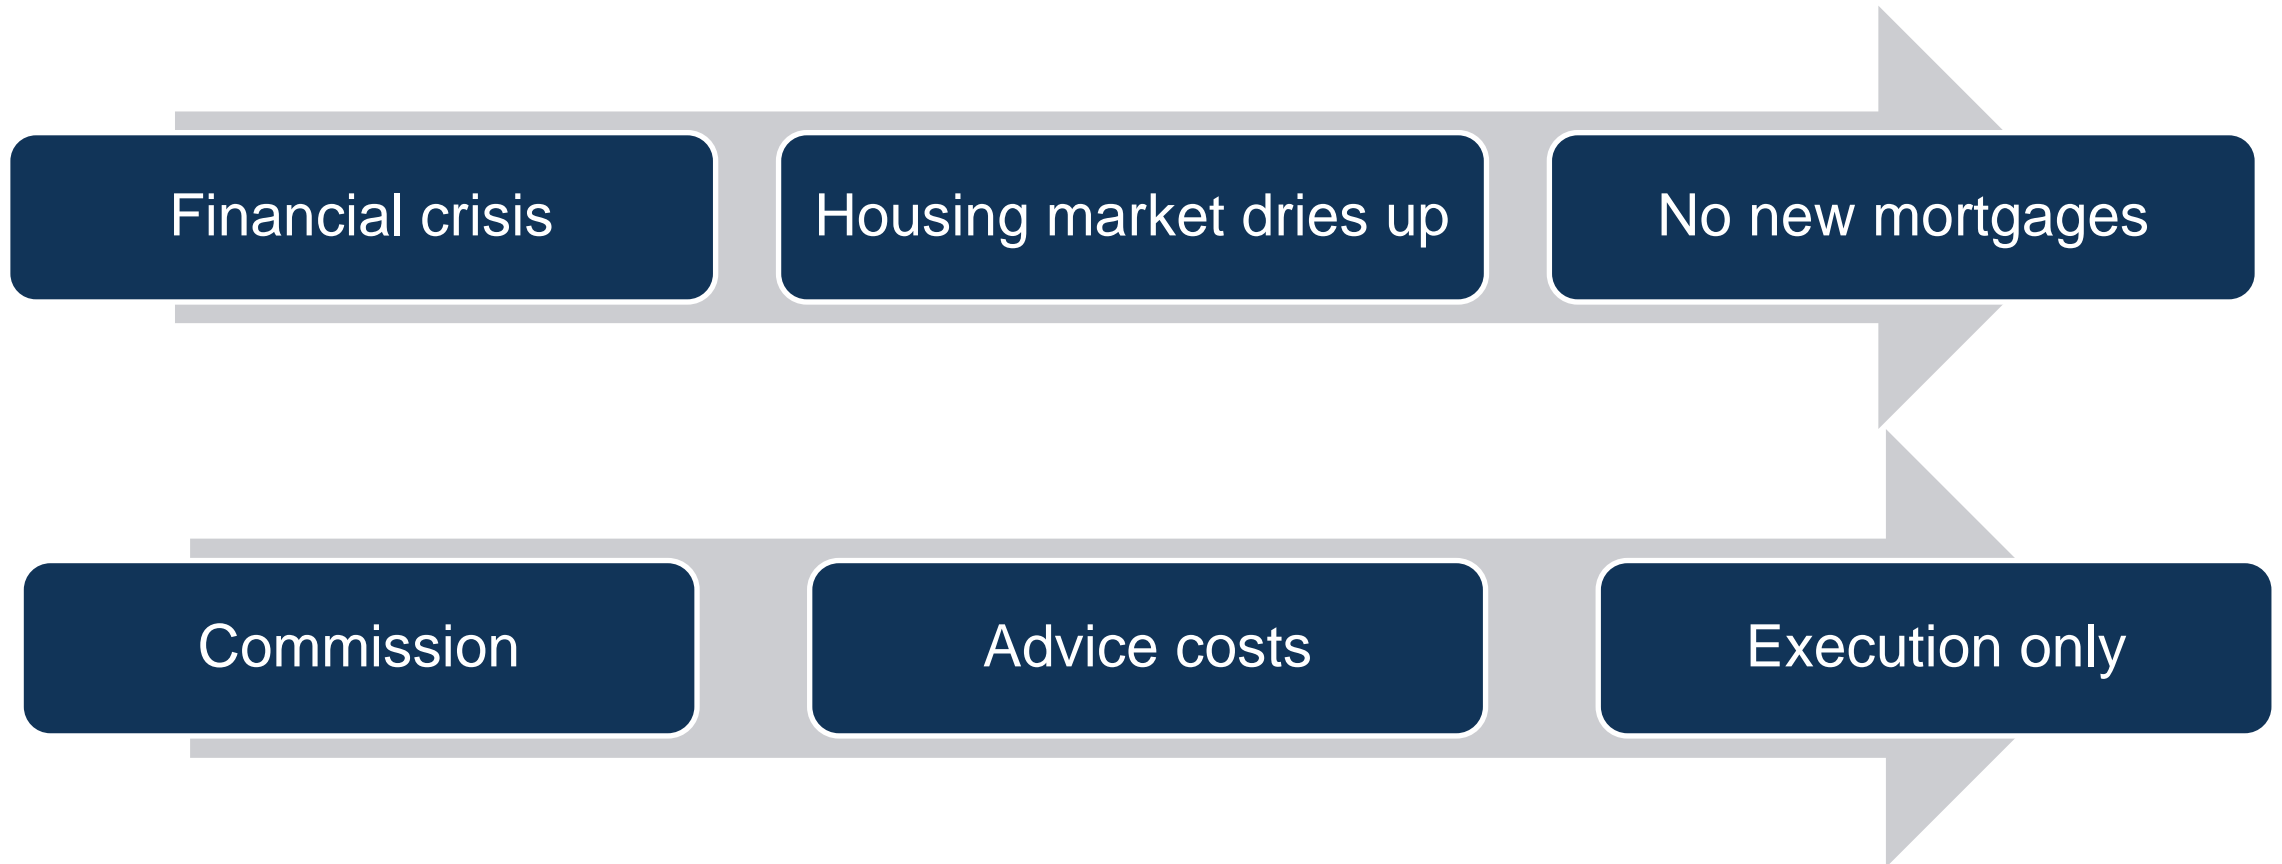 Financial crisis
Housing market dries up
No new mortgages
Commission
Advice costs
Execution only